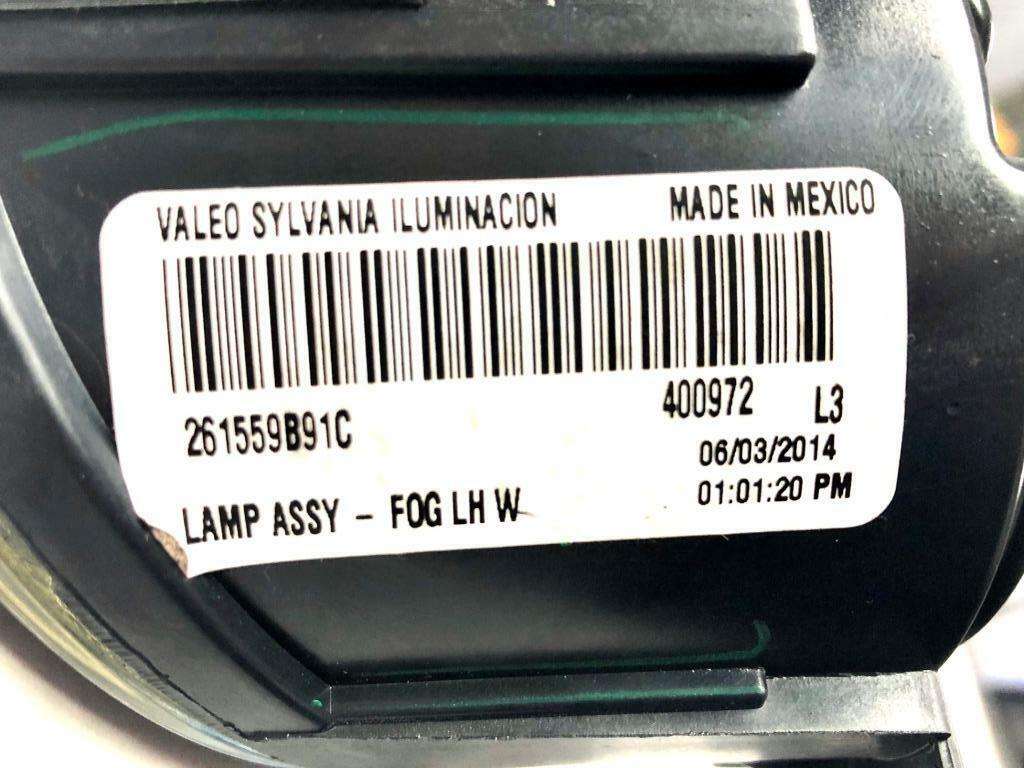 VALEO SYLVANIA ILUMINACION MADE IN MEXICO
261559B91C 400972 L3
06/03/2014
01:01:20 PM
LAMP ASSY - FOG LH W